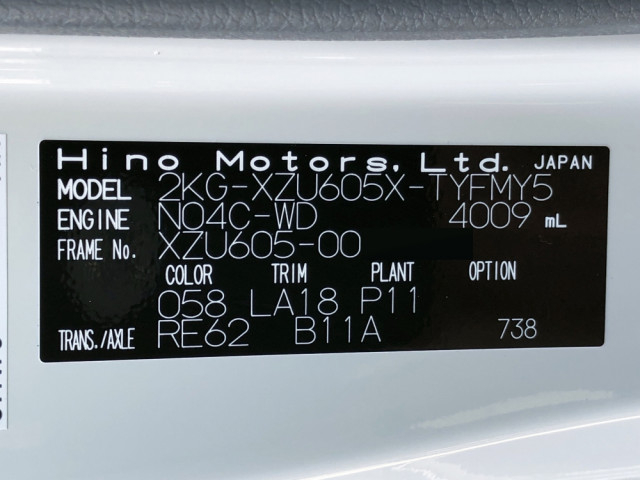 Hino Motors, Ltd. JAPAN
MODEL 2KG-XZU605X-TYFMY5
ENGINE N04C-WD 4009 mL
FRAME No. XZU605-00
COLOR TRIM PLANT OPTION
058 LA18 P11
TRANS./AXLE RE62 B11A 738